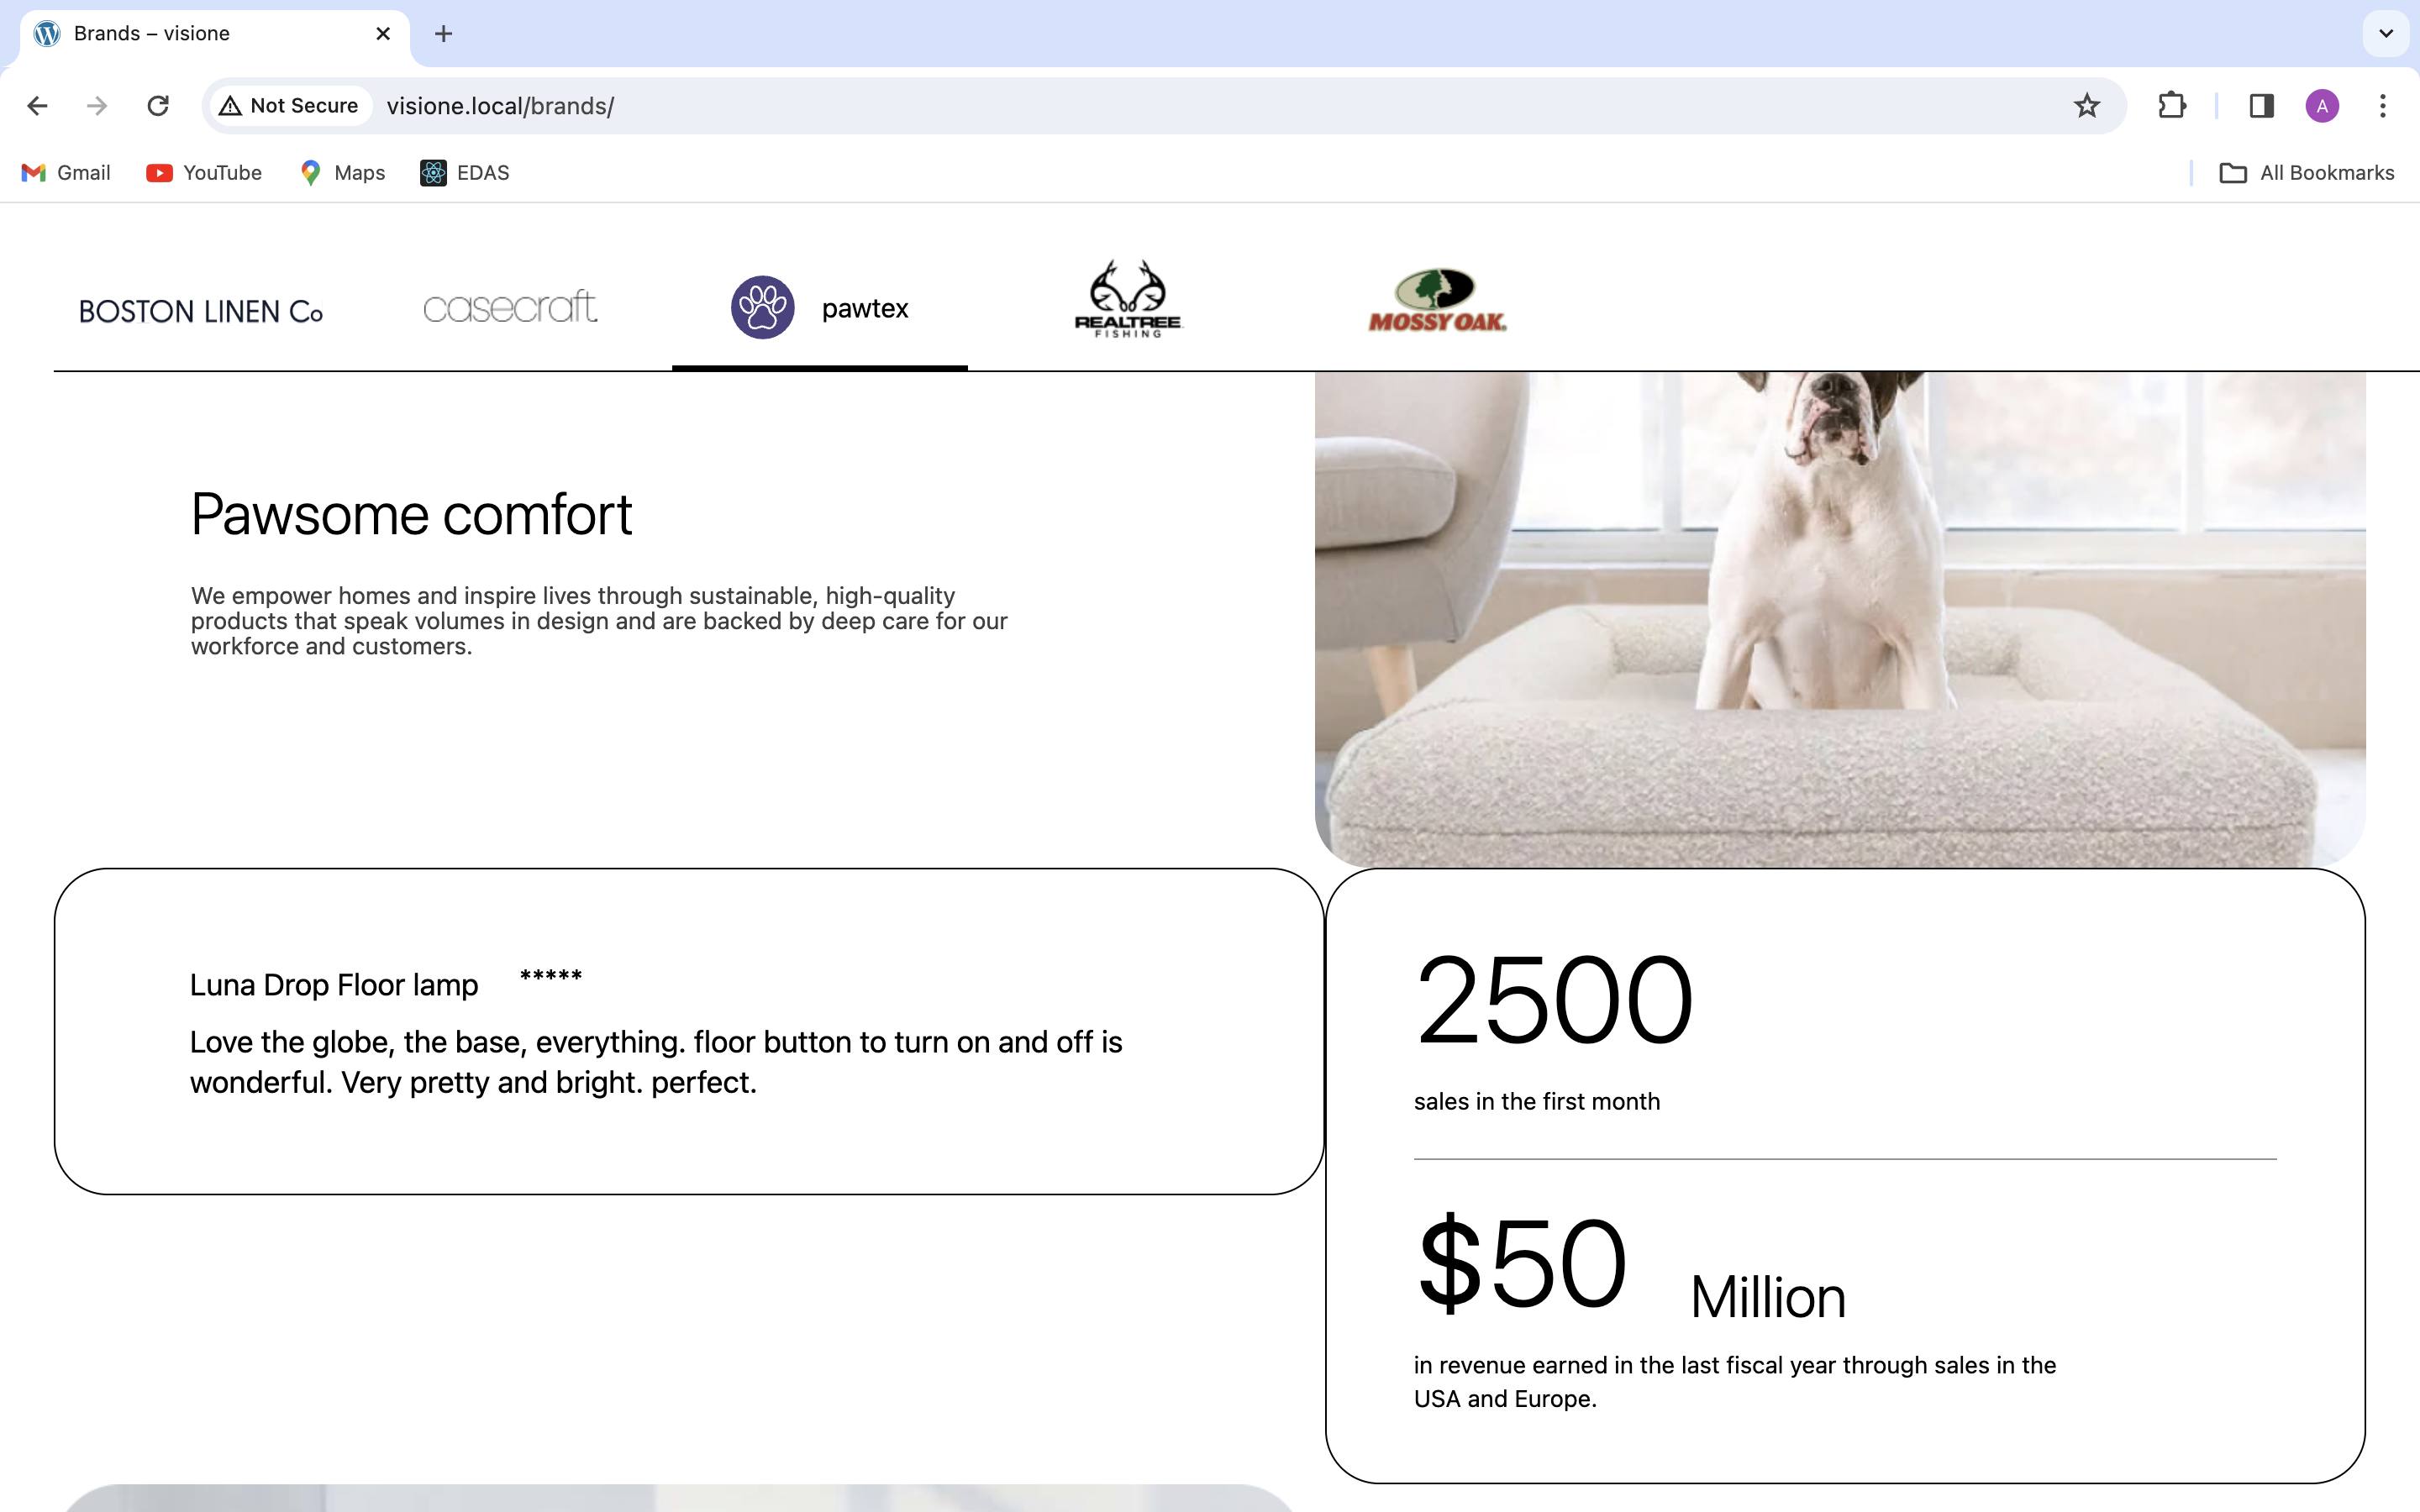 Brands – visione
Not Secure visione.local/brands/
A
Gmail YouTube Maps EDAS All Bookmarks
BOSTON LINEN Co casecraft. pawtex REALTREE MOSSY OAK.
FISHING
Pawsome comfort
We empower homes and inspire lives through sustainable, high-quality
products that speak volumes in design and are backed by deep care for our
workforce and customers.
Luna Drop Floor lamp *****
Love the globe, the base, everything. floor button to turn on and off is
wonderful. Very pretty and bright. perfect.
2500
sales in the first month
$50 Million
in revenue earned in the last fiscal year through sales in the
USA and Europe.